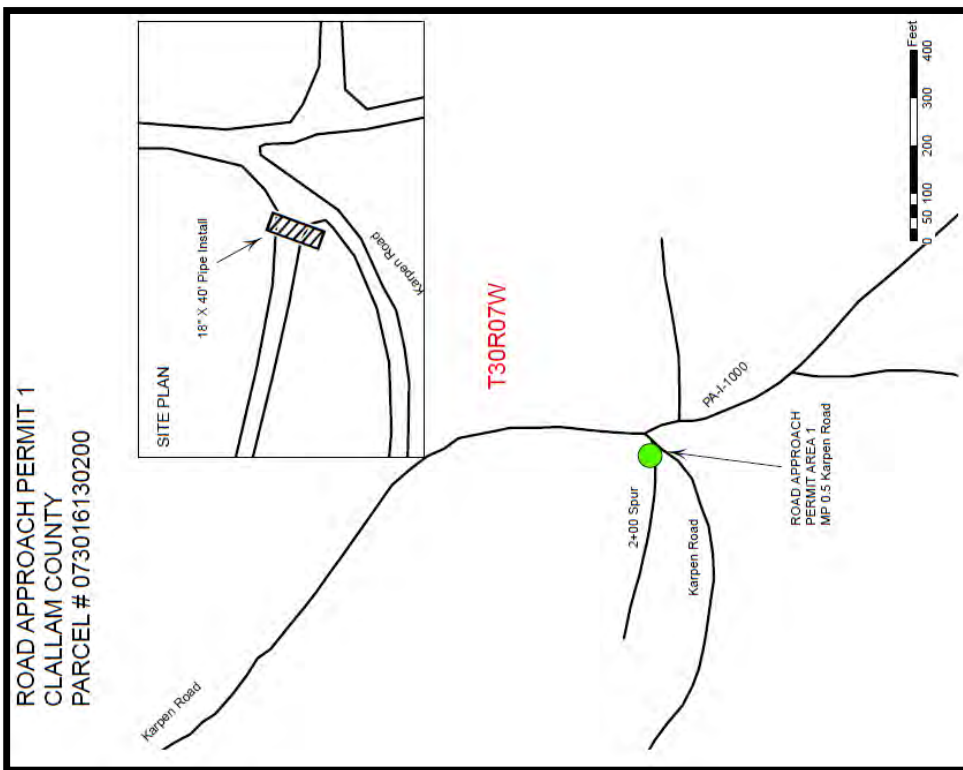 ROAD APPROACH PERMIT 1
CLALLAM COUNTY
PARCEL # 073016130200
SITE PLAN
18" X 40' Pipe Install
Karpen Road
T30R07W
Karpen Road
2+00 Spur
Karpen Road
PA-I-1000
ROAD APPROACH
PERMIT AREA 1
MP 0.5 Karpen Road
Feet
0 50 100 200 300 400